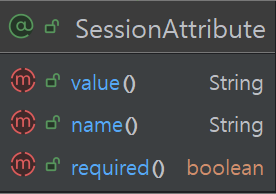 @ SessionAttribute
m value() String
m name() String
m required() boolean